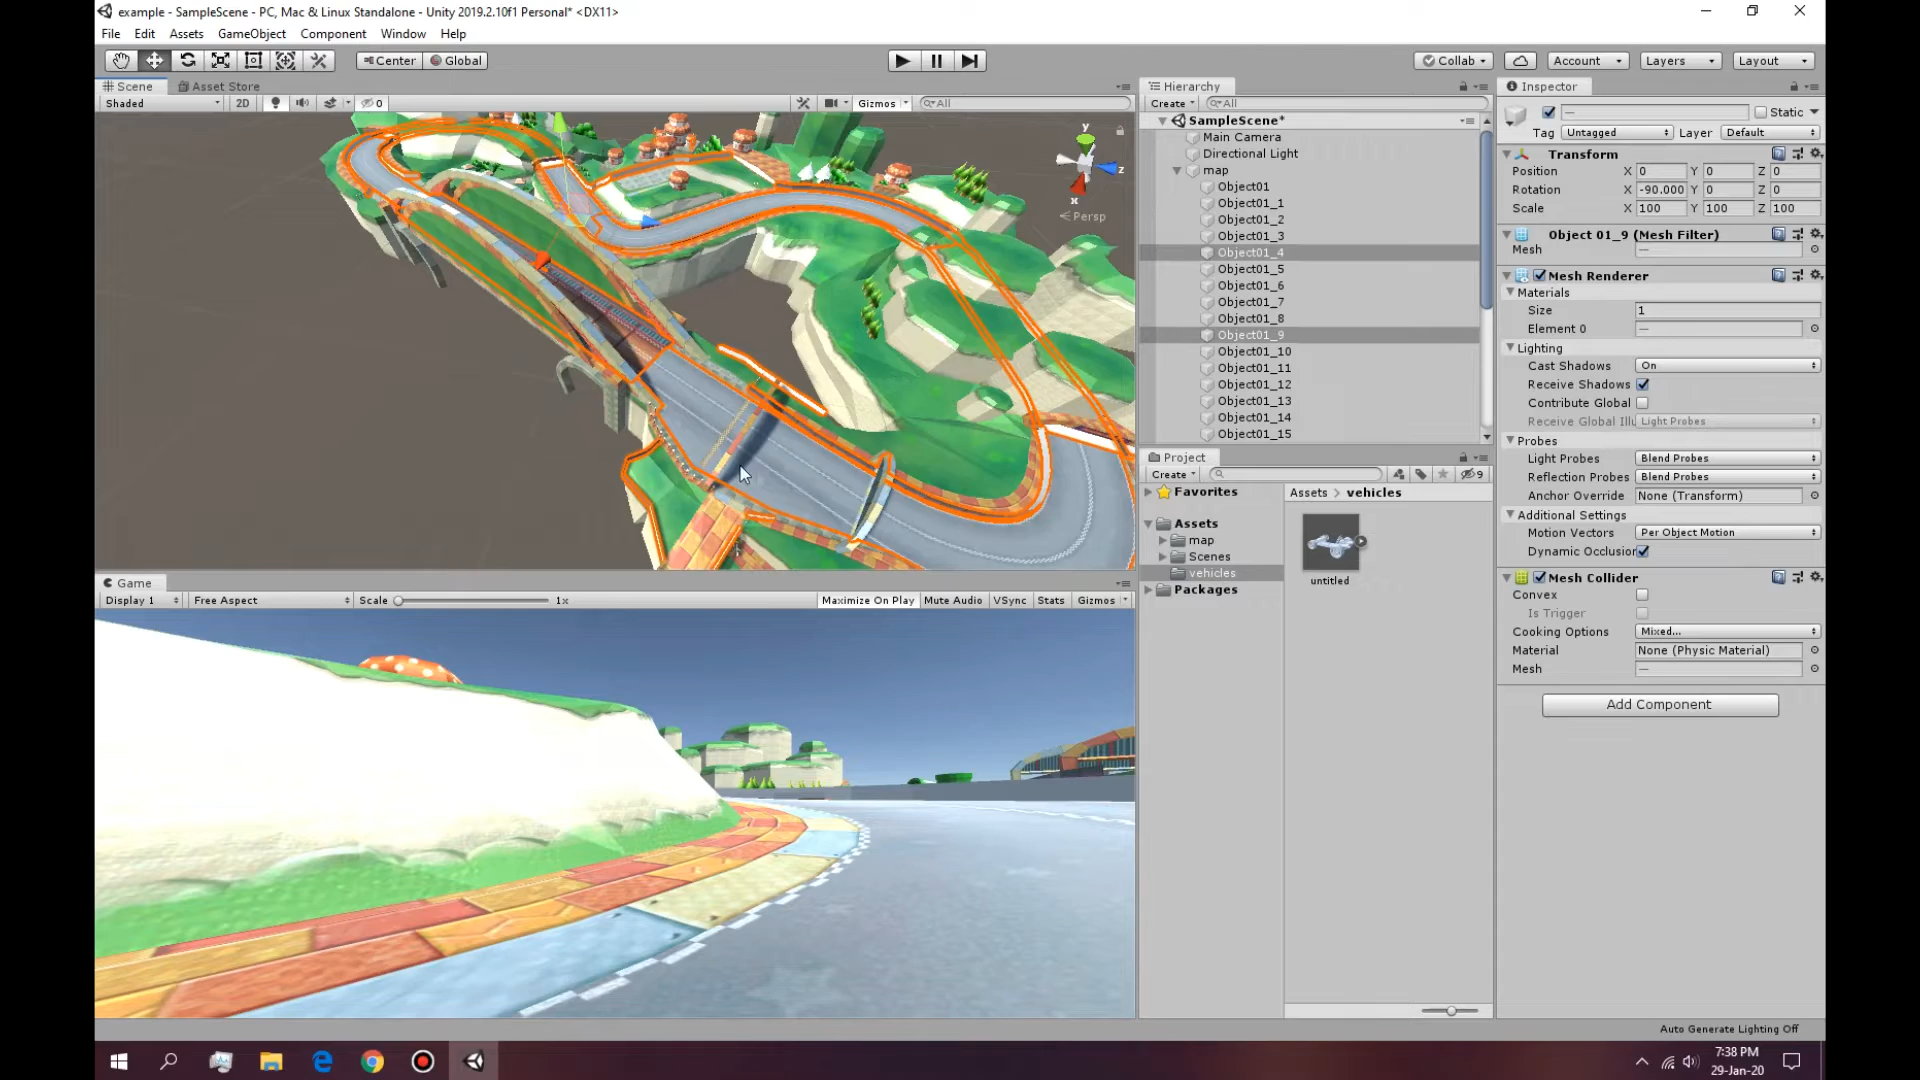 example - SampleScene - PC, Mac & Linux Standalone - Unity 2019.2.10f1 Personal* <DX11>
File Edit Assets GameObject Component Window Help
Center Global
Collab Account Layers Layout
Scene Asset Store
Shaded 2D 0 Gizmos All
Persp
y
z
x
Hierarchy
Create All
SampleScene*
Main Camera
Directional Light
map
Object01
Object01_1
Object01_2
Object01_3
Object01_4
Object01_5
Object01_6
Object01_7
Object01_8
Object01_9
Object01_10
Object01_11
Object01_12
Object01_13
Object01_14
Object01_15
Project
Create 9
Favorites
Assets
map
Scenes
vehicles
Packages
Assets > vehicles
untitled
Inspector
— Static
Tag Untagged Layer Default
Transform
Position X 0 Y 0 Z 0
Rotation X -90.000 Y 0 Z 0
Scale X 100 Y 100 Z 100
Object 01_9 (Mesh Filter)
Mesh —
Mesh Renderer
Materials
Size 1
Element 0 —
Lighting
Cast Shadows On
Receive Shadows
Contribute Global
Receive Global Illu Light Probes
Probes
Light Probes Blend Probes
Reflection Probes Blend Probes
Anchor Override None (Transform)
Additional Settings
Motion Vectors Per Object Motion
Dynamic Occlusion
Mesh Collider
Convex
Is Trigger
Cooking Options Mixed...
Material None (Physic Material)
Mesh —
Add Component
Game
Display 1 Free Aspect Scale 1x Maximize On Play Mute Audio VSync Stats Gizmos
Auto Generate Lighting Off
7:38 PM
29-Jan-20